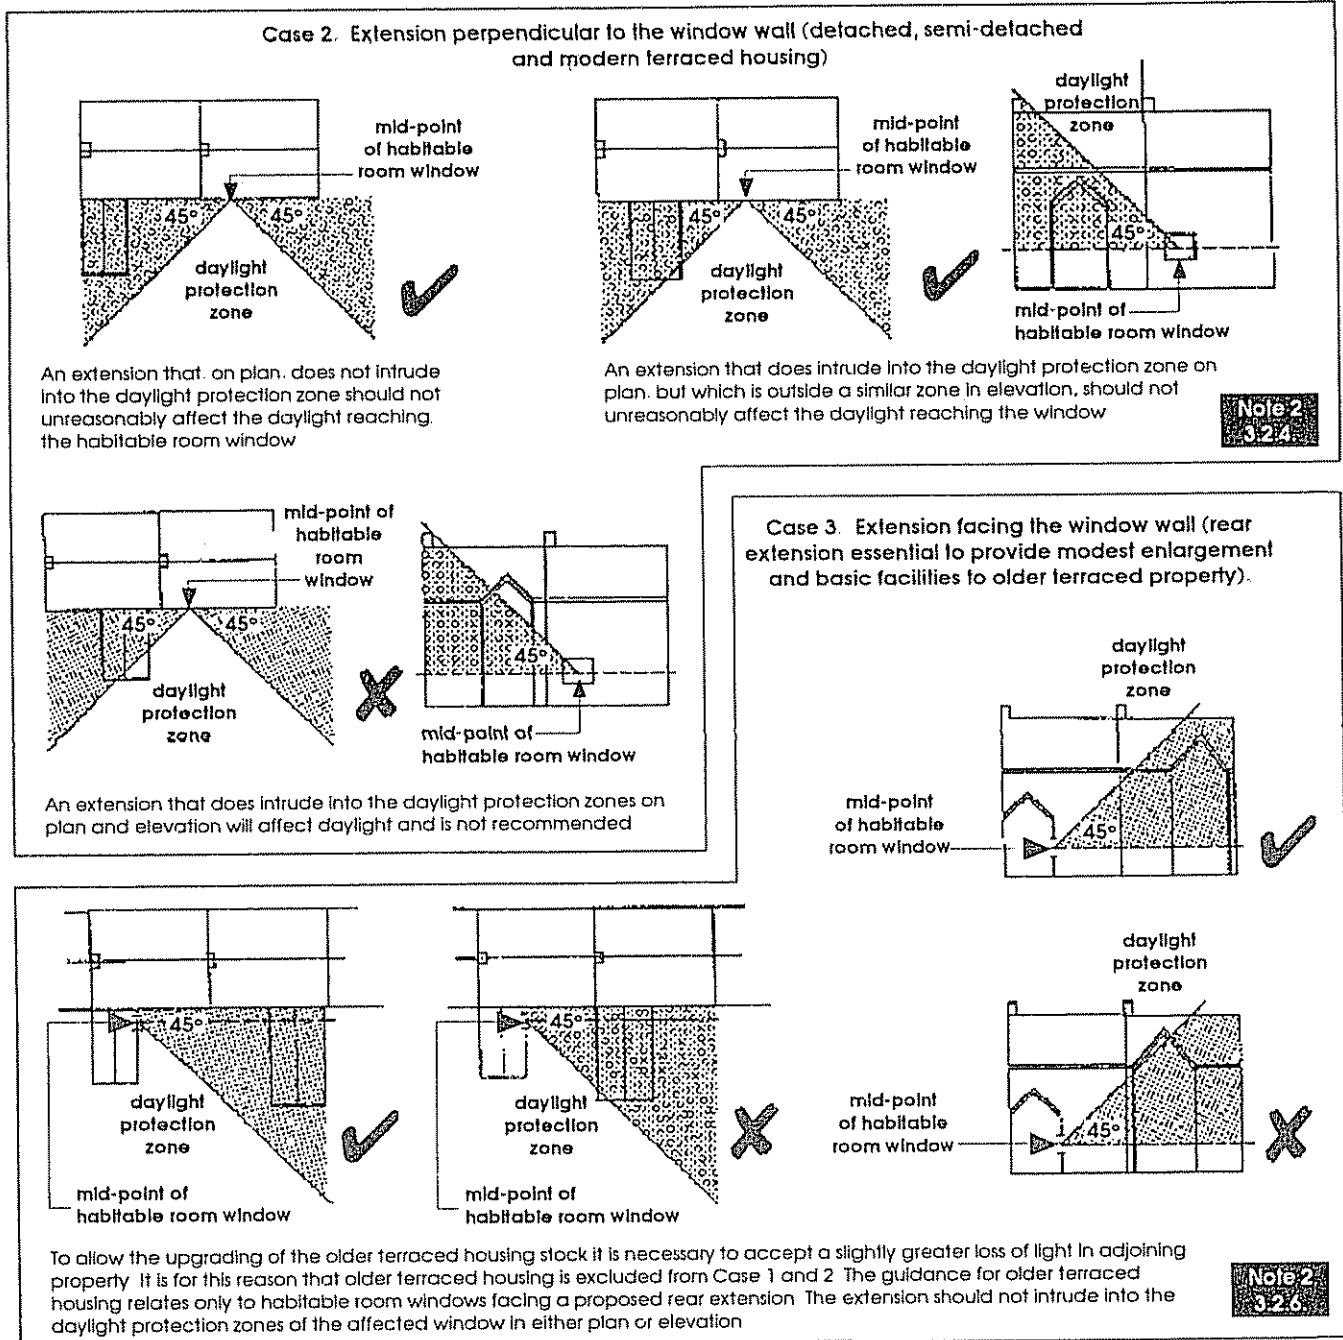 Case 2. Extension perpendicular to the window wall (detached, semi-detached
and modern terraced housing)
mid-point
of habitable
room window
45°
45°
daylight
protection
zone
An extension that. on plan. does not intrude
into the daylight protection zone should not
unreasonably affect the daylight reaching.
the habitable room window
mid-point
of habitable
room window
45°
45°
daylight
protection
zone
daylight
protection
zone
45°
mid-point of
habitable room window
An extension that does intrude into the daylight protection zone on
plan. but which is outside a similar zone in elevation, should not
unreasonably affect the daylight reaching the window
Note 2
3.2.4.
mid-point of
habitable
room
window
45°
45°
daylight
protection
zone
45°
mid-point of
habitable room window
An extension that does intrude into the daylight protection zones on
plan and elevation will affect daylight and is not recommended
Case 3. Extension facing the window wall (rear
extension essential to provide modest enlargement
and basic facilities to older terraced property).
daylight
protection
zone
mid-point
of habitable
room window
45°
daylight
protection
zone
mid-point
of habitable
room window
45°
45°
daylight
protection
zone
mid-point of
habitable room window
45°
daylight
protection
zone
mid-point of
habitable room window
To allow the upgrading of the older terraced housing stock it is necessary to accept a slightly greater loss of light in adjoining
property It is for this reason that older terraced housing is excluded from Case 1 and 2 The guidance for older terraced
housing relates only to habitable room windows facing a proposed rear extension The extension should not intrude into the
daylight protection zones of the affected window in either plan or elevation
Note 2
3.2.6.